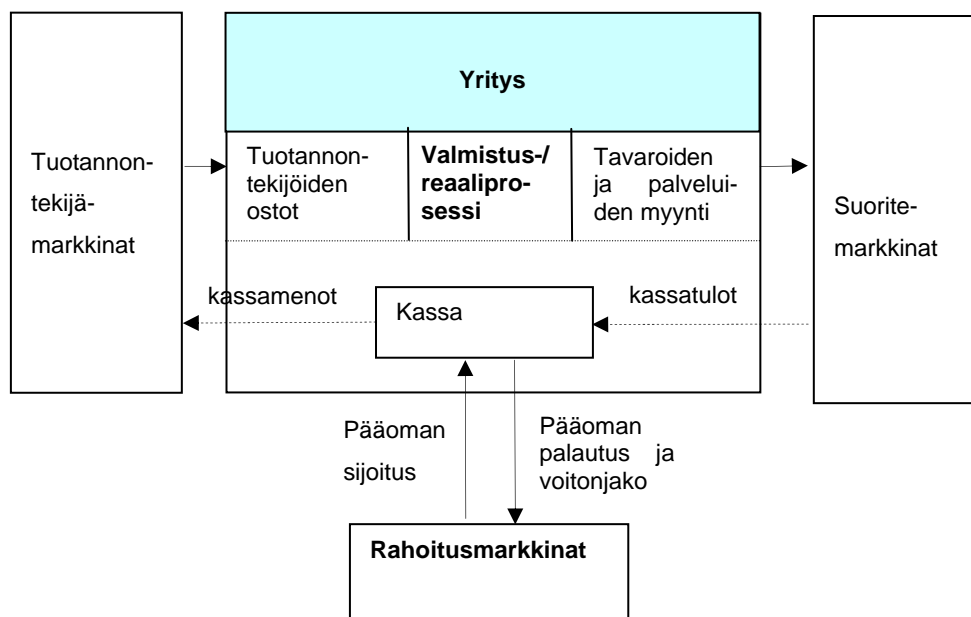 Yritys
Tuotannon-
tekijä-
markkinat
Tuotannon-
tekijöiden
ostot
Valmistus-/
reaalipro-
sessi
Tavaroiden
ja palvelui-
den myynti
Suorite-
markkinat
kassamenot
Kassa
kassatulot
Pääoman
sijoitus
Pääoman
palautus ja
voitonjako
Rahoitusmarkkinat